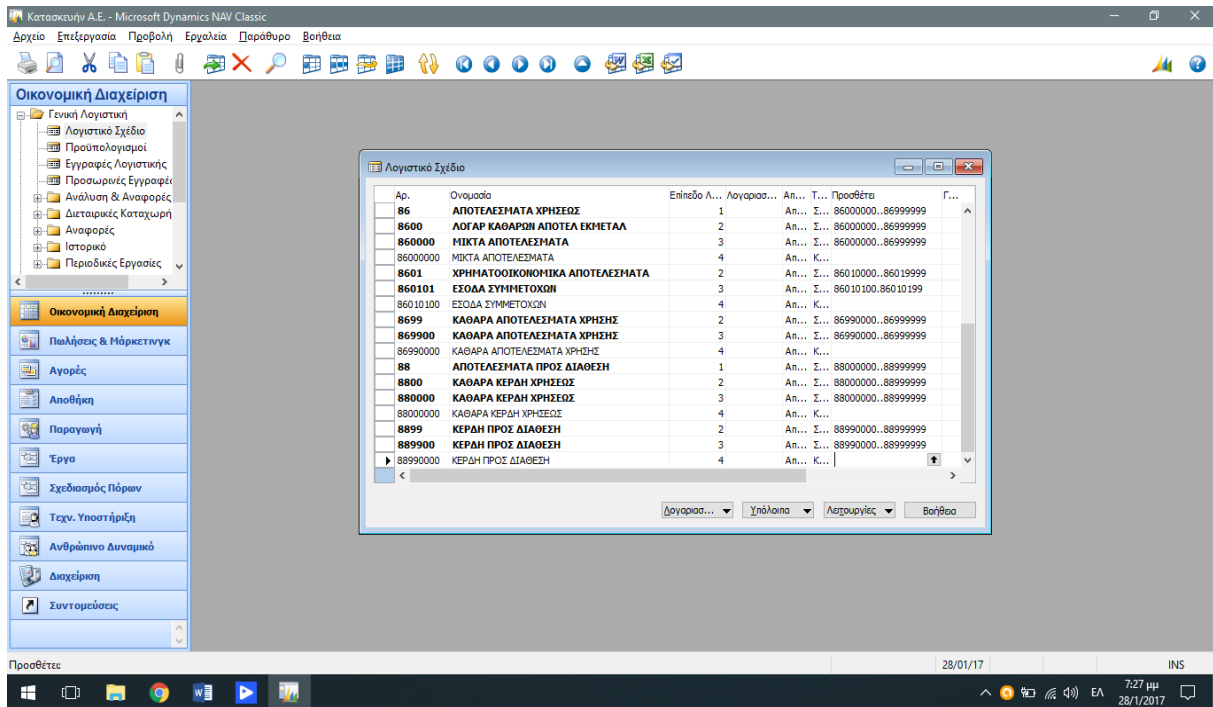 Κατασκευήν Α.Ε. - Microsoft Dynamics NAV Classic
Αρχείο Επεξεργασία Προβολή Εργαλεία Παράθυρο Βοήθεια
Οικονομική Διαχείριση
Γενική Λογιστική
Λογιστικό Σχέδιο
Προϋπολογισμοί
Εγγραφές Λογιστικής
Προσωρινές Εγγραφές
Ανάλυση & Αναφορές
Διεταιρικές Καταχωρή
Αναφορές
Ιστορικό
Περιοδικές Εργασίες
Οικονομική Διαχείριση
Πωλήσεις & Μάρκετινγκ
Αγορές
Αποθήκη
Παραγωγή
Έργα
Σχεδιασμός Πόρων
Τεχν. Υποστήριξη
Ανθρώπινο Δυναμικό
Διαχείριση
Συντομεύσεις
Λογιστικό Σχέδιο
Αρ. Ονομασία Επίπεδο Λ... Λογαριασ... Απ... Τ... Προσθέτει Γ...
86 ΑΠΟΤΕΛΕΣΜΑΤΑ ΧΡΗΣΕΩΣ 1 Απ... Σ... 86000000..86999999
8600 ΛΟΓΑΡ ΚΑΘΑΡΩΝ ΑΠΟΤΕΛ ΕΚΜΕΤΑΛ 2 Απ... Σ... 86000000..86999999
860000 ΜΙΚΤΑ ΑΠΟΤΕΛΕΣΜΑΤΑ 3 Απ... Σ... 86000000..86999999
86000000 ΜΙΚΤΑ ΑΠΟΤΕΛΕΣΜΑΤΑ 4 Απ... Κ...
8601 ΧΡΗΜΑΤΟΟΙΚΟΝΟΜΙΚΑ ΑΠΟΤΕΛΕΣΜΑΤΑ 2 Απ... Σ... 86010000..86019999
860101 ΕΣΟΔΑ ΣΥΜΜΕΤΟΧΩΝ 3 Απ... Σ... 86010100.86010199
86010100 ΕΣΟΔΑ ΣΥΜΜΕΤΟΧΩΝ 4 Απ... Κ...
8699 ΚΑΘΑΡΑ ΑΠΟΤΕΛΕΣΜΑΤΑ ΧΡΗΣΗΣ 2 Απ... Σ... 86990000..86999999
869900 ΚΑΘΑΡΑ ΑΠΟΤΕΛΕΣΜΑΤΑ ΧΡΗΣΗΣ 3 Απ... Σ... 86990000..86999999
86990000 ΚΑΘΑΡΑ ΑΠΟΤΕΛΕΣΜΑΤΑ ΧΡΗΣΗΣ 4 Απ... Κ...
88 ΑΠΟΤΕΛΕΣΜΑΤΑ ΠΡΟΣ ΔΙΑΘΕΣΗ 1 Απ... Σ... 88000000..88999999
8800 ΚΑΘΑΡΑ ΚΕΡΔΗ ΧΡΗΣΕΩΣ 2 Απ... Σ... 88000000..88999999
880000 ΚΑΘΑΡΑ ΚΕΡΔΗ ΧΡΗΣΕΩΣ 3 Απ... Σ... 88000000..88999999
88000000 ΚΑΘΑΡΑ ΚΕΡΔΗ ΧΡΗΣΕΩΣ 4 Απ... Κ...
8899 ΚΕΡΔΗ ΠΡΟΣ ΔΙΑΘΕΣΗ 2 Απ... Σ... 88990000..88999999
889900 ΚΕΡΔΗ ΠΡΟΣ ΔΙΑΘΕΣΗ 3 Απ... Σ... 88990000..88999999
88990000 ΚΕΡΔΗ ΠΡΟΣ ΔΙΑΘΕΣΗ 4 Απ... Κ...
Λογαριασ... Υπόλοιπα Λειτουργίες Βοήθεια
Προσθέτει: 28/01/17 INS
ΕΛ 7:27 μμ
28/1/2017